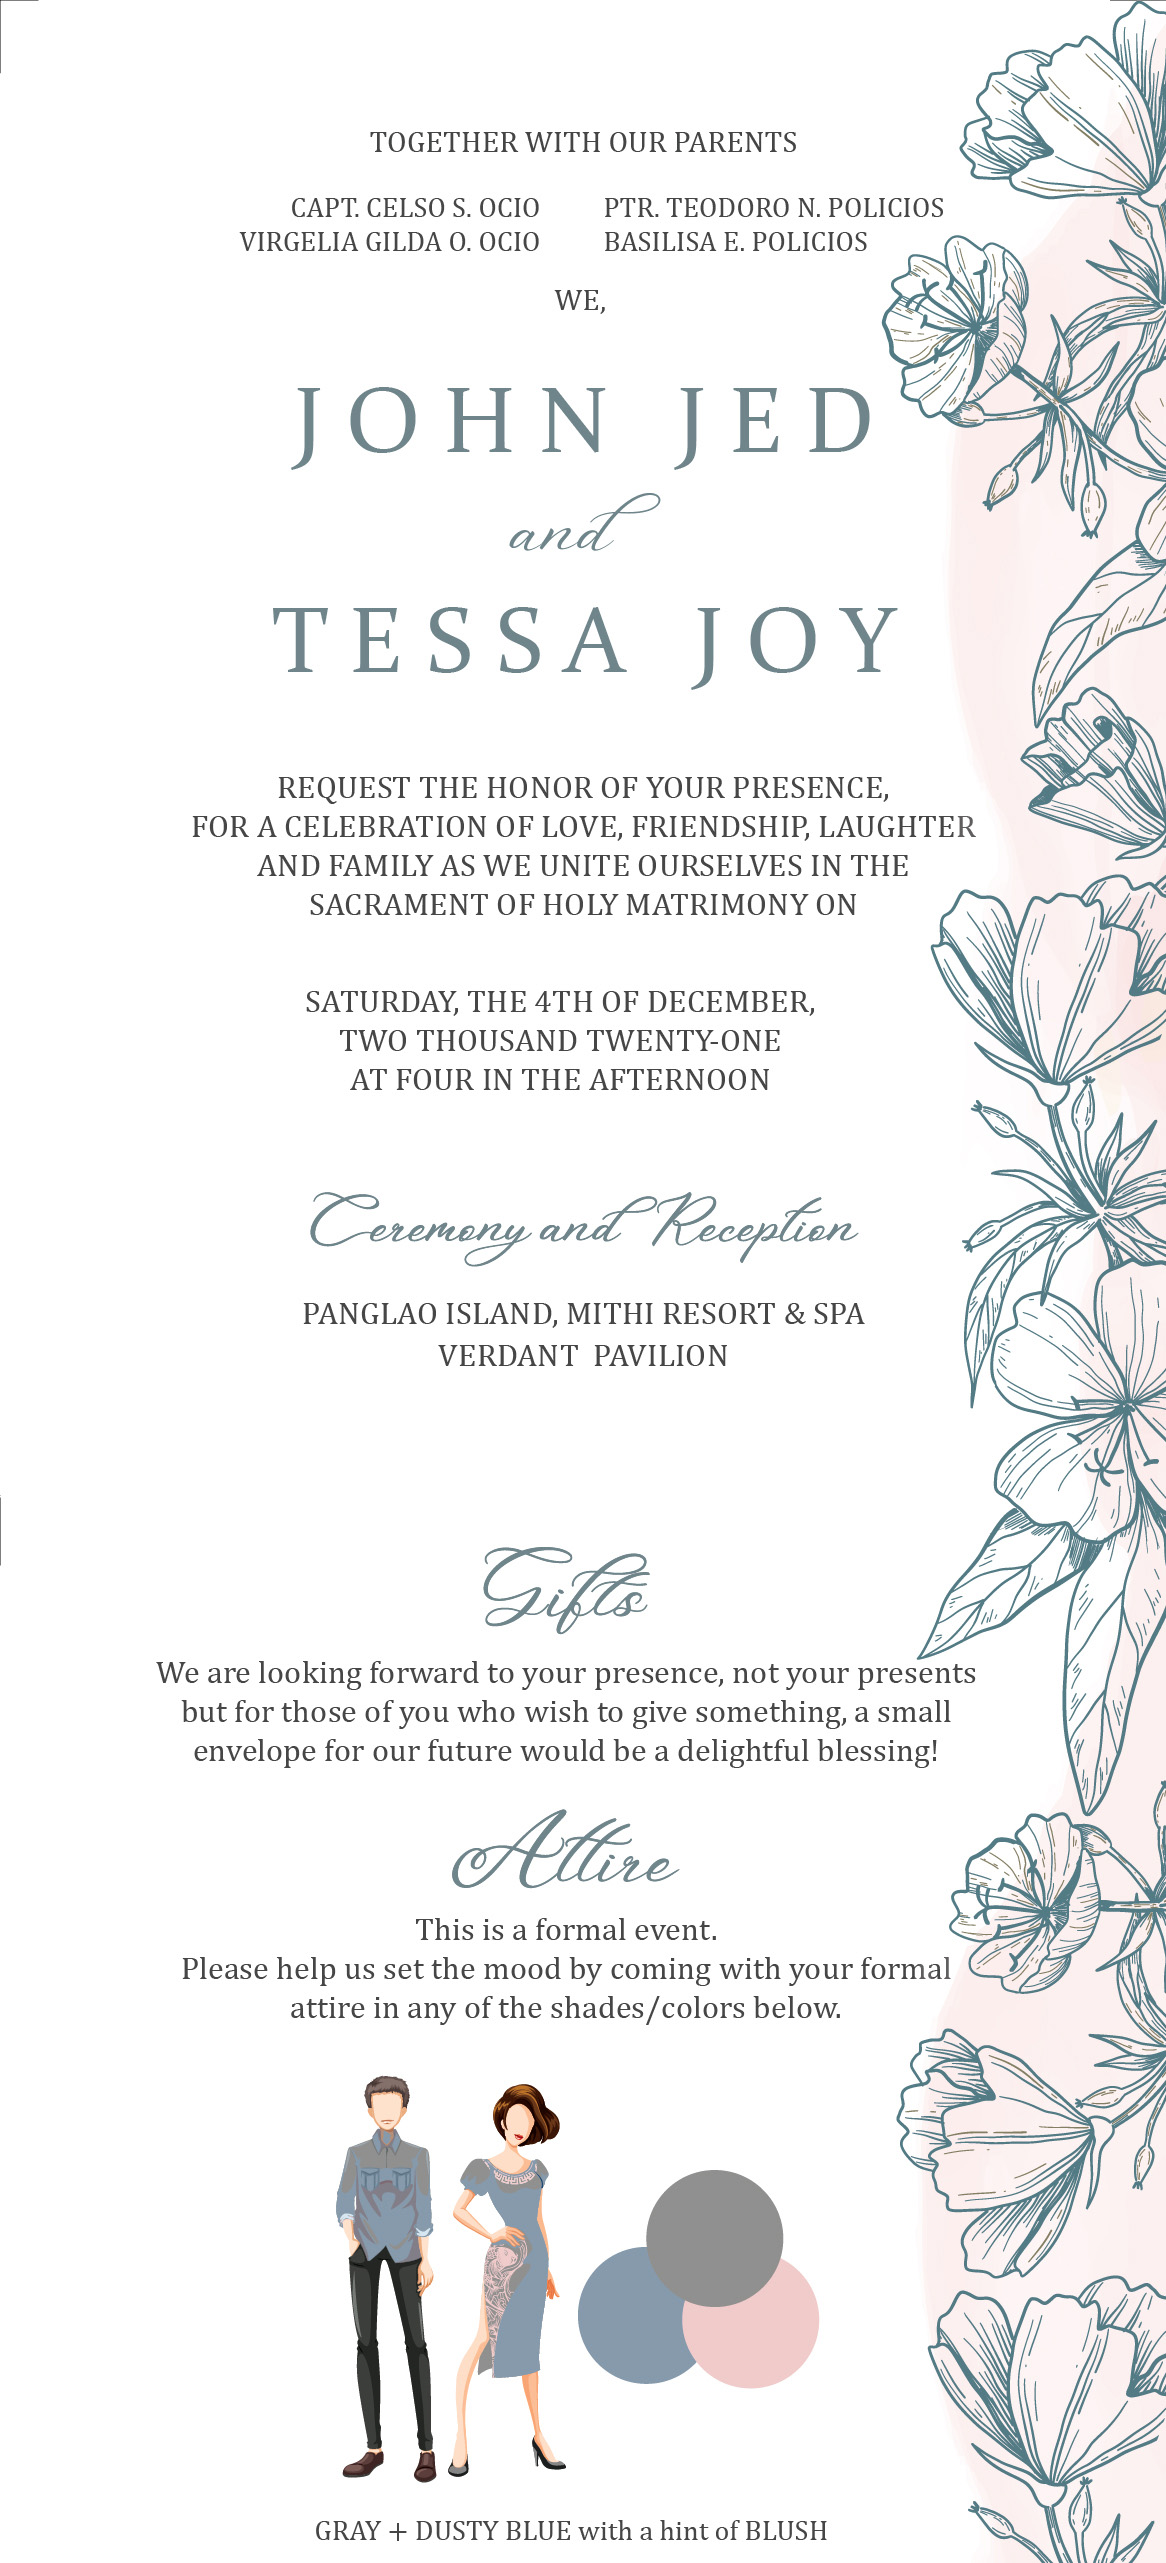 TOGETHER WITH OUR PARENTS
CAPT. CELSO S. OCIO
VIRGELIA GILDA O. OCIO
PTR. TEODORO N. POLICIOS
BASILISA E. POLICIOS
WE,
JOHN JED
and
TESSA JOY
REQUEST THE HONOR OF YOUR PRESENCE,
FOR A CELEBRATION OF LOVE, FRIENDSHIP, LAUGHTER
AND FAMILY AS WE UNITE OURSELVES IN THE
SACRAMENT OF HOLY MATRIMONY ON
SATURDAY, THE 4TH OF DECEMBER,
TWO THOUSAND TWENTY-ONE
AT FOUR IN THE AFTERNOON
Ceremony and Reception
PANGLAO ISLAND, MITHI RESORT & SPA
VERDANT PAVILION
Gifts
We are looking forward to your presence, not your presents
but for those of you who wish to give something, a small
envelope for our future would be a delightful blessing!
Attire
This is a formal event.
Please help us set the mood by coming with your formal
attire in any of the shades/colors below.
GRAY + DUSTY BLUE with a hint of BLUSH